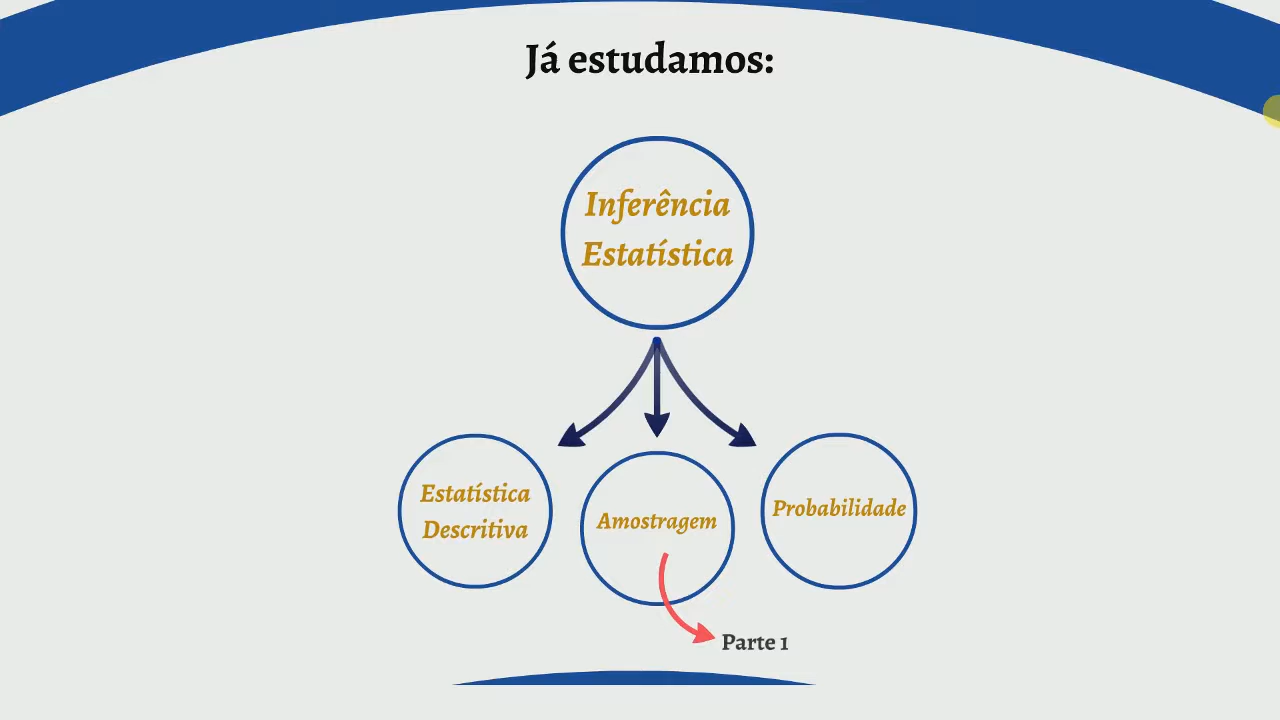 Já estudamos:
Inferência
Estatística
Estatística
Descritiva
Amostragem
Probabilidade
Parte 1